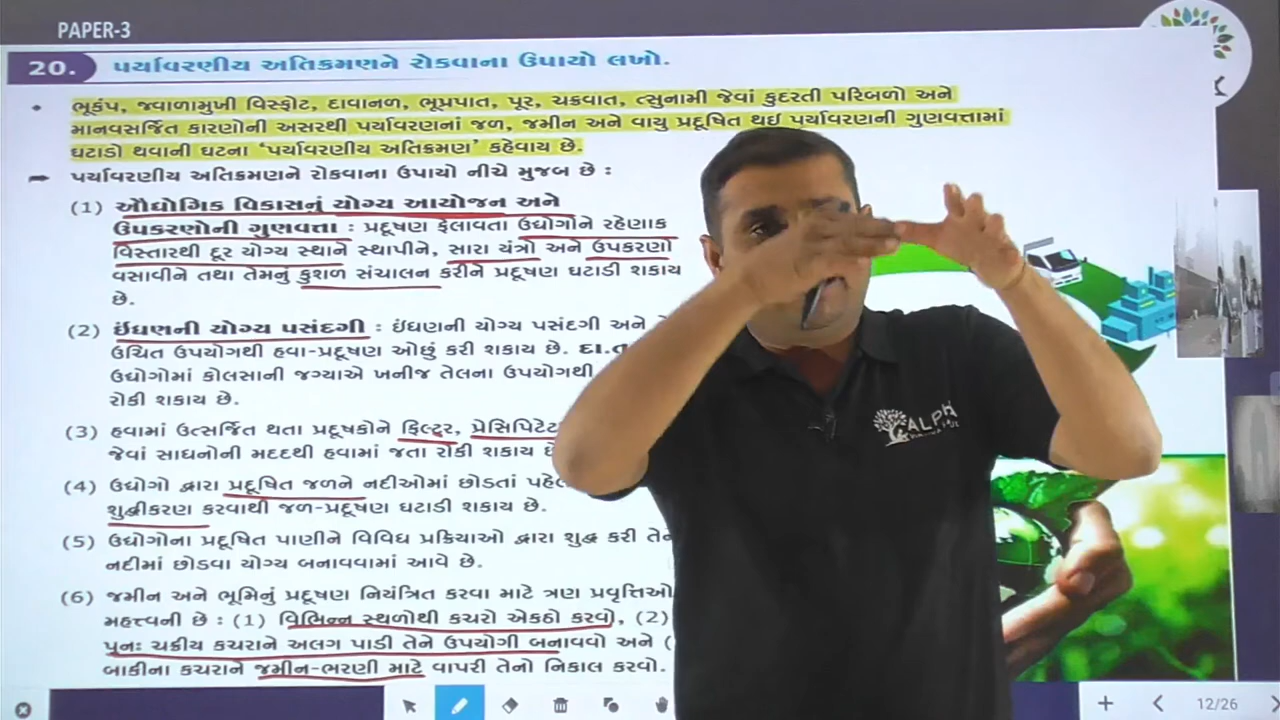 PAPER-3
20. પર્યાવરણીય અતિક્રમણને રોકવાના ઉપાયો લખો.
• ભૂકંપ, જ્વાળામુખી વિસ્ફોટ, દાવાનળ, ભૂપ્રપાત, પૂર, ચક્રવાત, ત્સુનામી જેવાં કુદરતી પરિબળો અને
માનવસર્જિત કારણોની અસરથી પર્યાવરણનાં જળ, જમીન અને વાયુ પ્રદૂષિત થઇ પર્યાવરણની ગુણવત્તામાં
ઘટાડો થવાની ઘટના ‘પર્યાવરણીય અતિક્રમણ’ કહેવાય છે.
➡ પર્યાવરણીય અતિક્રમણને રોકવાના ઉપાયો નીચે મુજબ છે :
(1) ઔદ્યોગિક વિકાસનું યોગ્ય આયોજન અને
ઉપકરણોની ગુણવત્તા : પ્રદૂષણ ફેલાવતા ઉદ્યોગોને રહેણાક
વિસ્તારથી દૂર યોગ્ય સ્થાને સ્થાપીને, સારા યંત્રો અને ઉપકરણો
વસાવીને તથા તેમનું કુશળ સંચાલન કરીને પ્રદૂષણ ઘટાડી શકાય
છે.
(2) ઈંધણની યોગ્ય પસંદગી : ઈંધણની યોગ્ય પસંદગી અને
ઉચિત ઉપયોગથી હવા-પ્રદૂષણ ઓછું કરી શકાય છે. દા.ત
ઉદ્યોગોમાં કોલસાની જગ્યાએ ખનીજ તેલના ઉપયોગથી
રોકી શકાય છે.
(3) હવામાં ઉત્સર્જિત થતા પ્રદૂષકોને ફિલ્ટર, પ્રેસિપિટેટ
જેવાં સાધનોની મદદથી હવામાં જતા રોકી શકાય છે
(4) ઉદ્યોગો દ્વારા પ્રદૂષિત જળને નદીઓમાં છોડતાં પહેલ
શુદ્ધીકરણ કરવાથી જળ-પ્રદૂષણ ઘટાડી શકાય છે.
(5) ઉદ્યોગોના પ્રદૂષિત પાણીને વિવિધ પ્રક્રિયાઓ દ્વારા શુદ્ધ કરી તેને
નદીમાં છોડવા યોગ્ય બનાવવામાં આવે છે.
(6) જમીન અને ભૂમિનું પ્રદૂષણ નિયંત્રિત કરવા માટે ત્રણ પ્રવૃત્તિઓ
મહત્ત્વની છે : (1) વિભિન્ન સ્થળોથી કચરો એકઠો કરવો, (2)
પુનઃ ચક્રીય કચરાને અલગ પાડી તેને ઉપયોગી બનાવવો અને (
બાકીના કચરાને જમીન-ભરણી માટે વાપરી તેનો નિકાલ કરવો.
ALPH
12/26